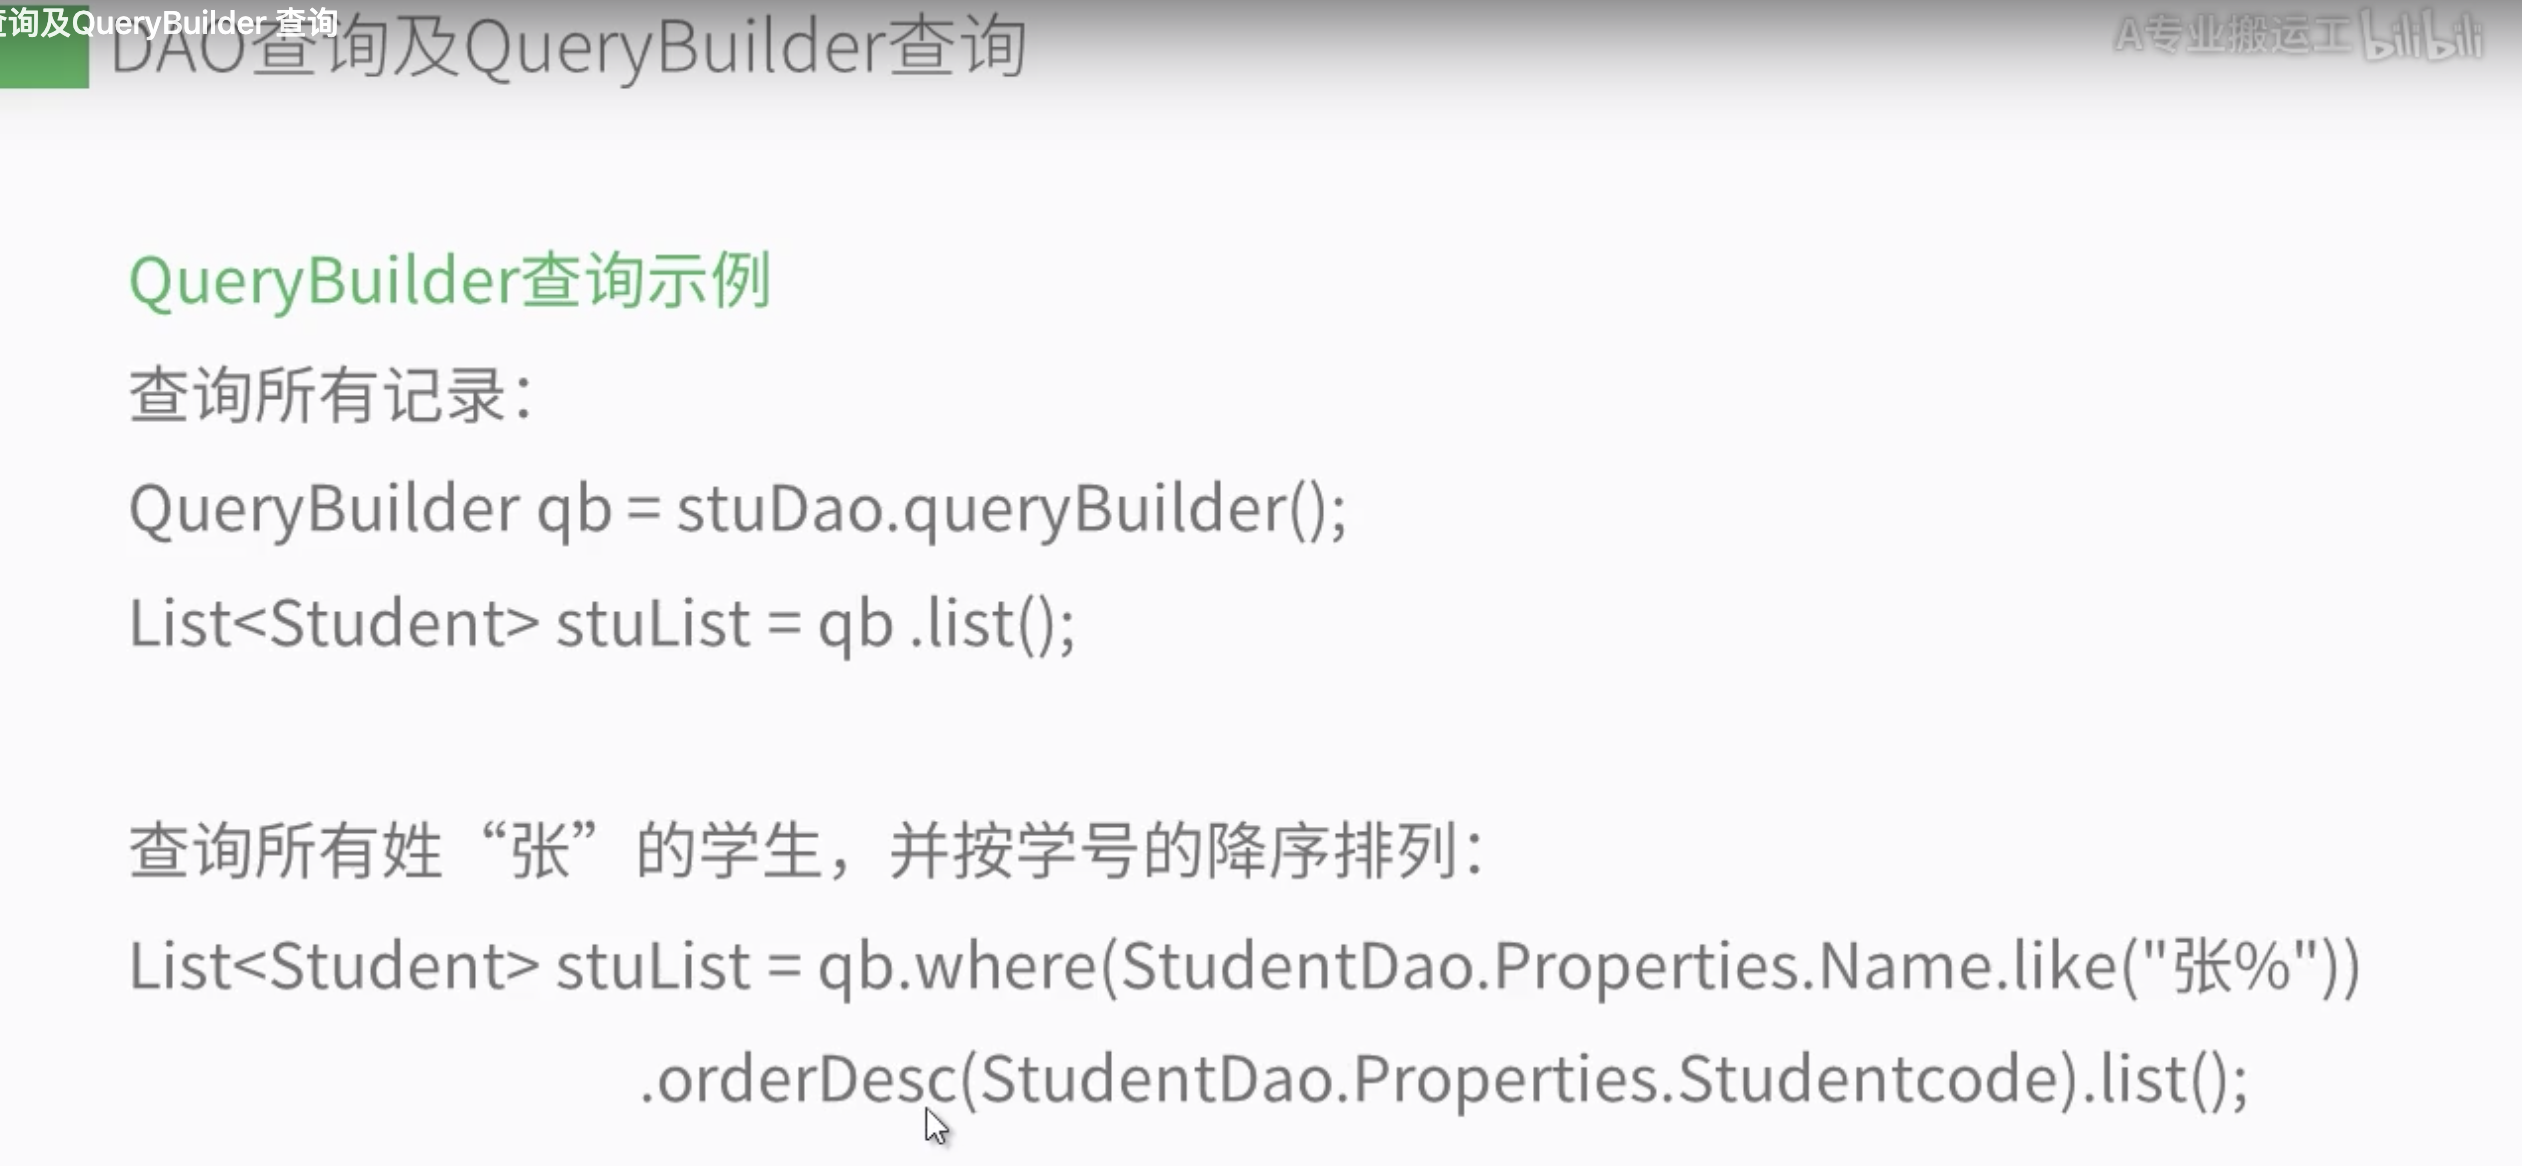 查询及QueryBuilder 查询
DAO查询及QueryBuilder查询
A专业搬运工 bilibili
QueryBuilder查询示例
查询所有记录：
QueryBuilder qb = stuDao.queryBuilder();
List<Student> stuList = qb .list();
查询所有姓“张”的学生，并按学号的降序排列：
List<Student> stuList = qb.where(StudentDao.Properties.Name.like("张%"))
.orderDesc(StudentDao.Properties.Studentcode).list();